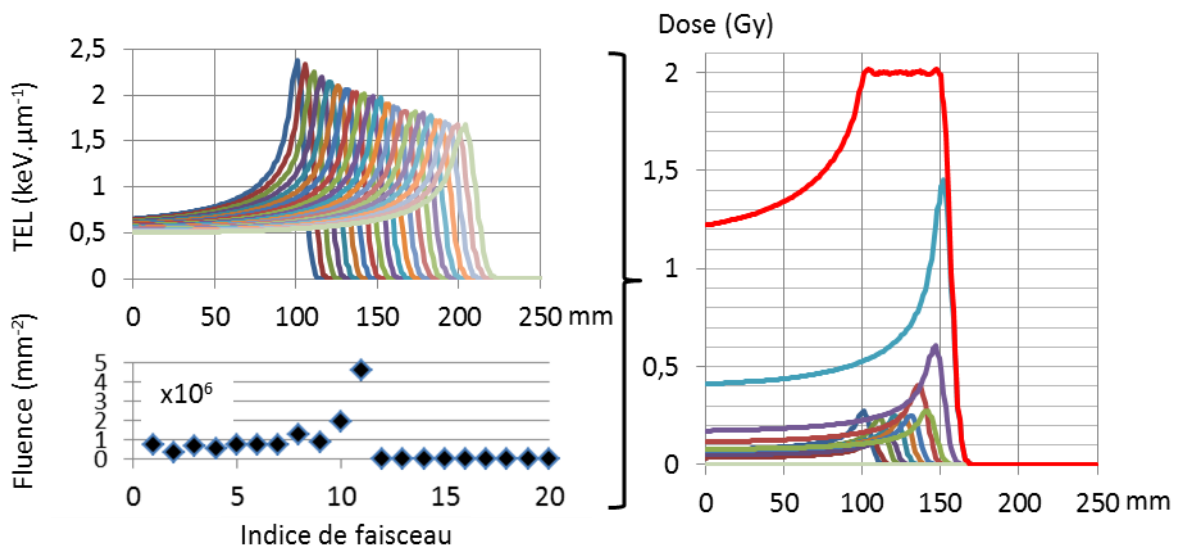 TEL (keV.µm⁻¹)
2,5
2
1,5
1
0,5
0
0 50 100 150 200 250 mm
Fluence (mm⁻²)
x10⁶
5
4
3
2
1
0
0 5 10 15 20
Indice de faisceau
Dose (Gy)
2
1,5
1
0,5
0
0 50 100 150 200 250 mm